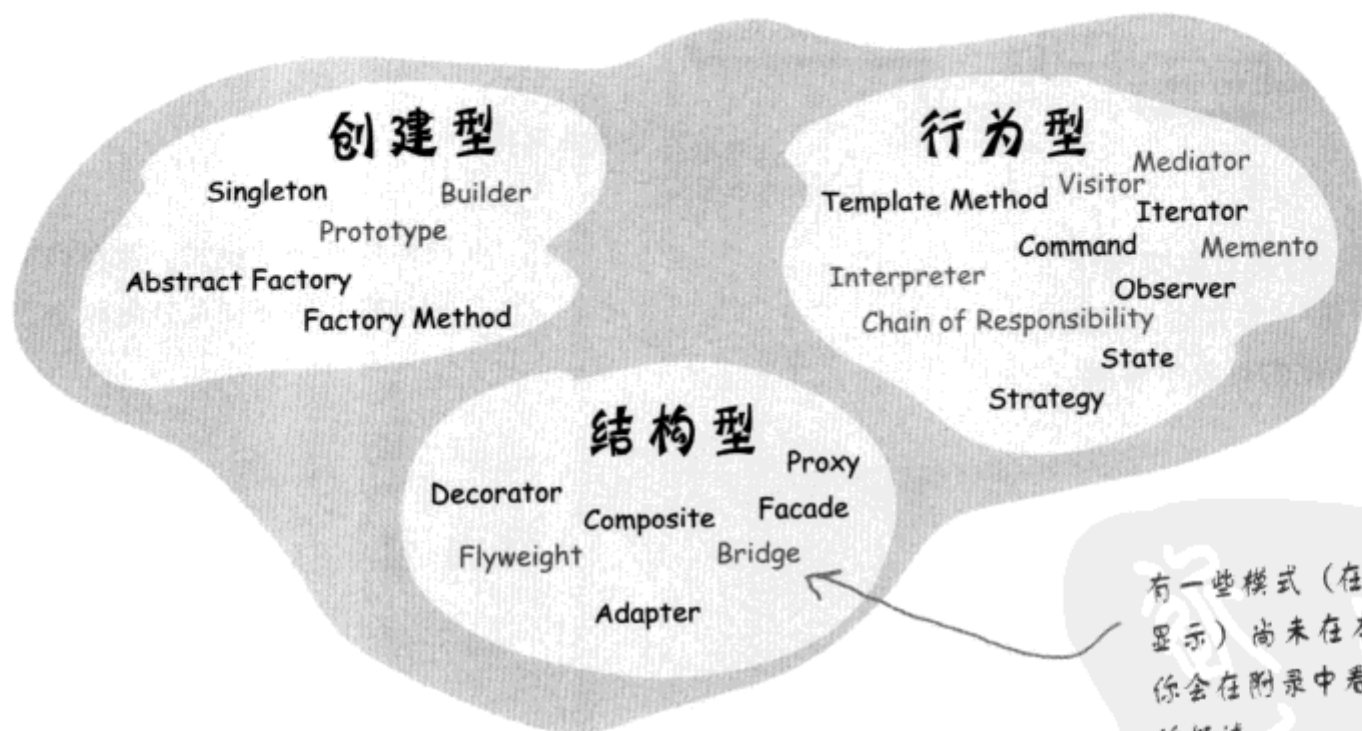 创建型
Singleton
Builder
Prototype
Abstract Factory
Factory Method
行为型
Mediator
Visitor
Template Method
Iterator
Command
Memento
Interpreter
Observer
Chain of Responsibility
State
Strategy
结构型
Proxy
Decorator
Facade
Composite
Flyweight
Bridge
Adapter
有一些模式（在
显示）尚未在
你会在附录中看